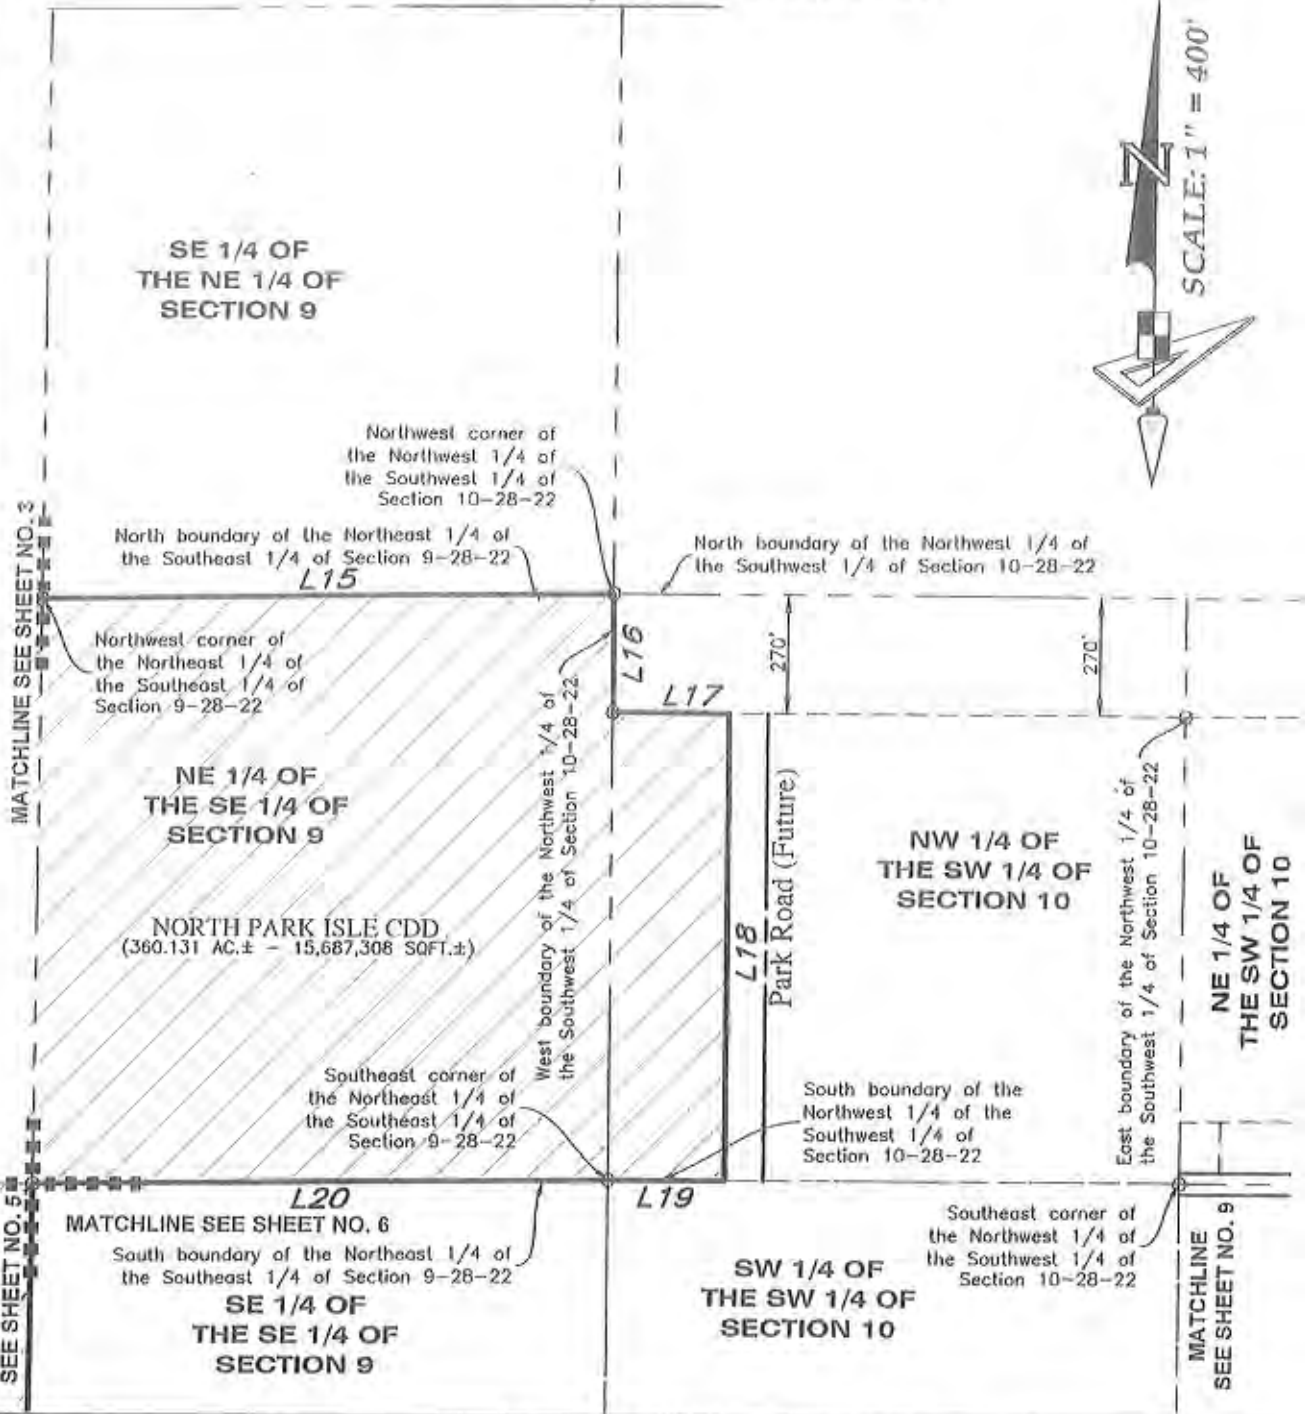 N
SCALE: 1" = 400'
SE 1/4 OF
THE NE 1/4 OF
SECTION 9
Northwest corner of
the Northwest 1/4 of
the Southwest 1/4 of
Section 10-28-22
North boundary of the Northeast 1/4 of
the Southeast 1/4 of Section 9-28-22
North boundary of the Northwest 1/4 of
the Southwest 1/4 of Section 10-28-22
MATCHLINE SEE SHEET NO. 3
L15
Northwest corner of
the Northeast 1/4 of
the Southeast 1/4 of
Section 9-28-22
L16
L17
270'
270'
NE 1/4 OF
THE SE 1/4 OF
SECTION 9
West boundary of the Northwest 1/4 of
the Southwest 1/4 of Section 10-28-22
NORTH PARK ISLE CDD
(360.131 AC.± - 15,687,308 SQFT.±)
L18
Park Road (Future)
NW 1/4 OF
THE SW 1/4 OF
SECTION 10
East boundary of the Northwest 1/4 of
the Southwest 1/4 of Section 10-28-22
NE 1/4 OF
THE SW 1/4 OF
SECTION 10
Southeast corner of
the Northeast 1/4 of
the Southeast 1/4 of
Section 9-28-22
South boundary of the
Northwest 1/4 of the
Southwest 1/4 of
Section 10-28-22
L20
L19
SEE SHEET NO. 5
MATCHLINE SEE SHEET NO. 6
South boundary of the Northeast 1/4 of
the Southeast 1/4 of Section 9-28-22
SE 1/4 OF
THE SE 1/4 OF
SECTION 9
SW 1/4 OF
THE SW 1/4 OF
SECTION 10
Southeast corner of
the Northwest 1/4 of
the Southwest 1/4 of
Section 10-28-22
MATCHLINE
SEE SHEET NO. 9